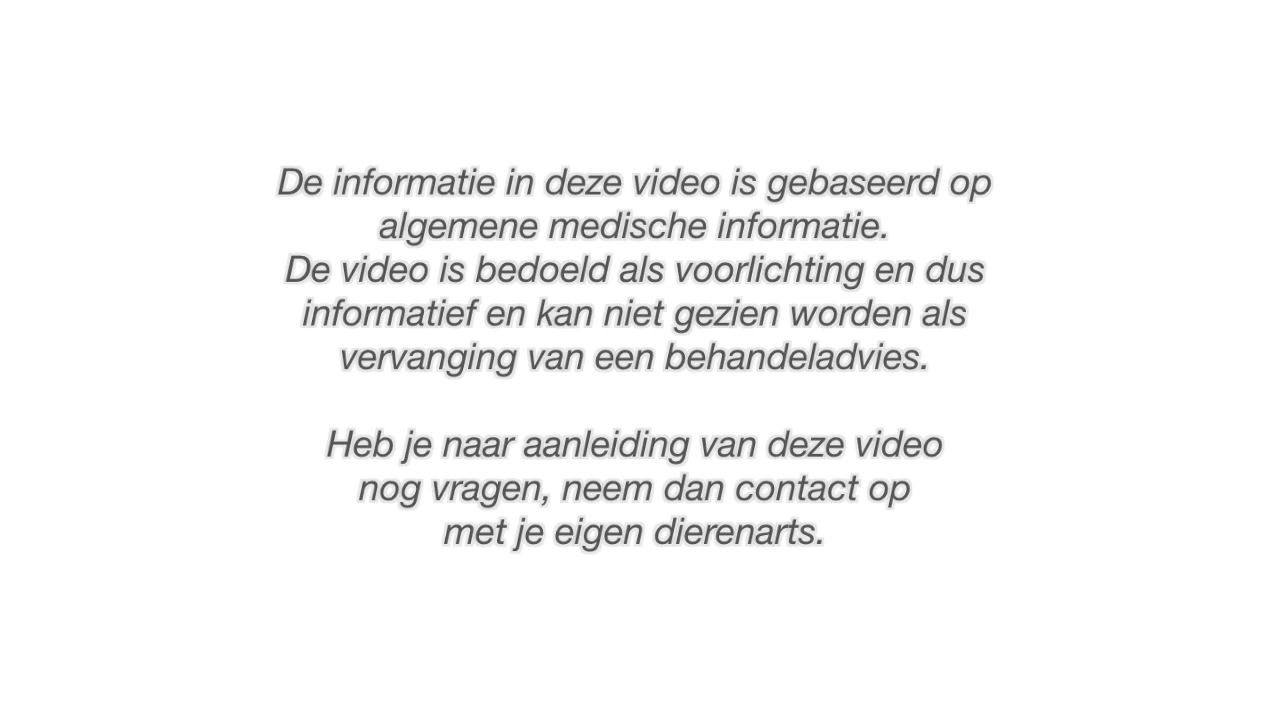 De informatie in deze video is gebaseerd op
algemene medische informatie.
De video is bedoeld als voorlichting en dus
informatief en kan niet gezien worden als
vervanging van een behandeladvies.
Heb je naar aanleiding van deze video
nog vragen, neem dan contact op
met je eigen dierenarts.